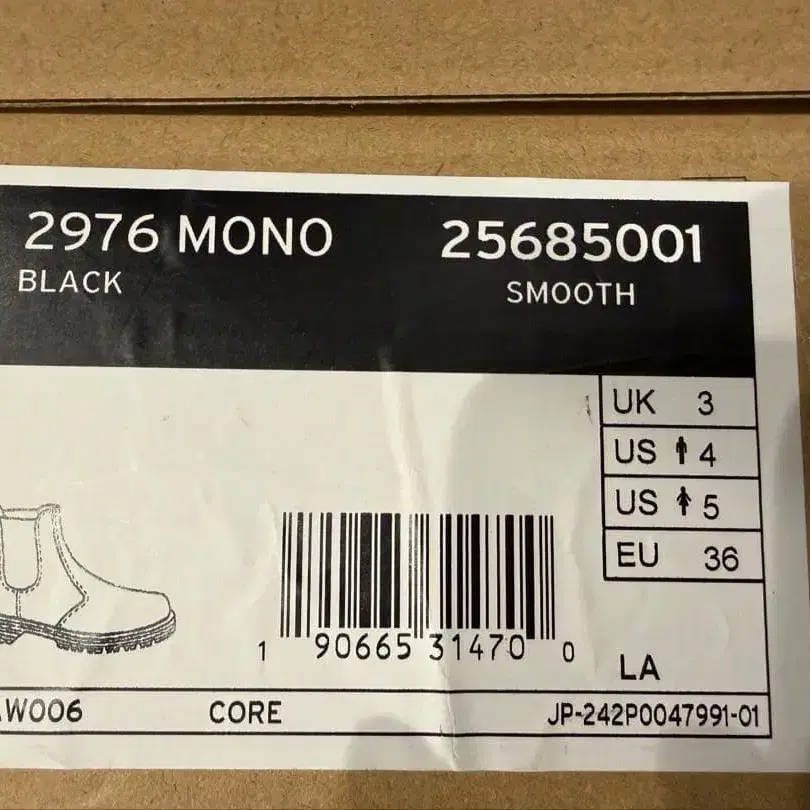 2976 MONO 25685001
BLACK SMOOTH
UK 3
US 4
US 5
EU 36
1 90665 31470 0
LA
W006 CORE JP-242P0047991-01